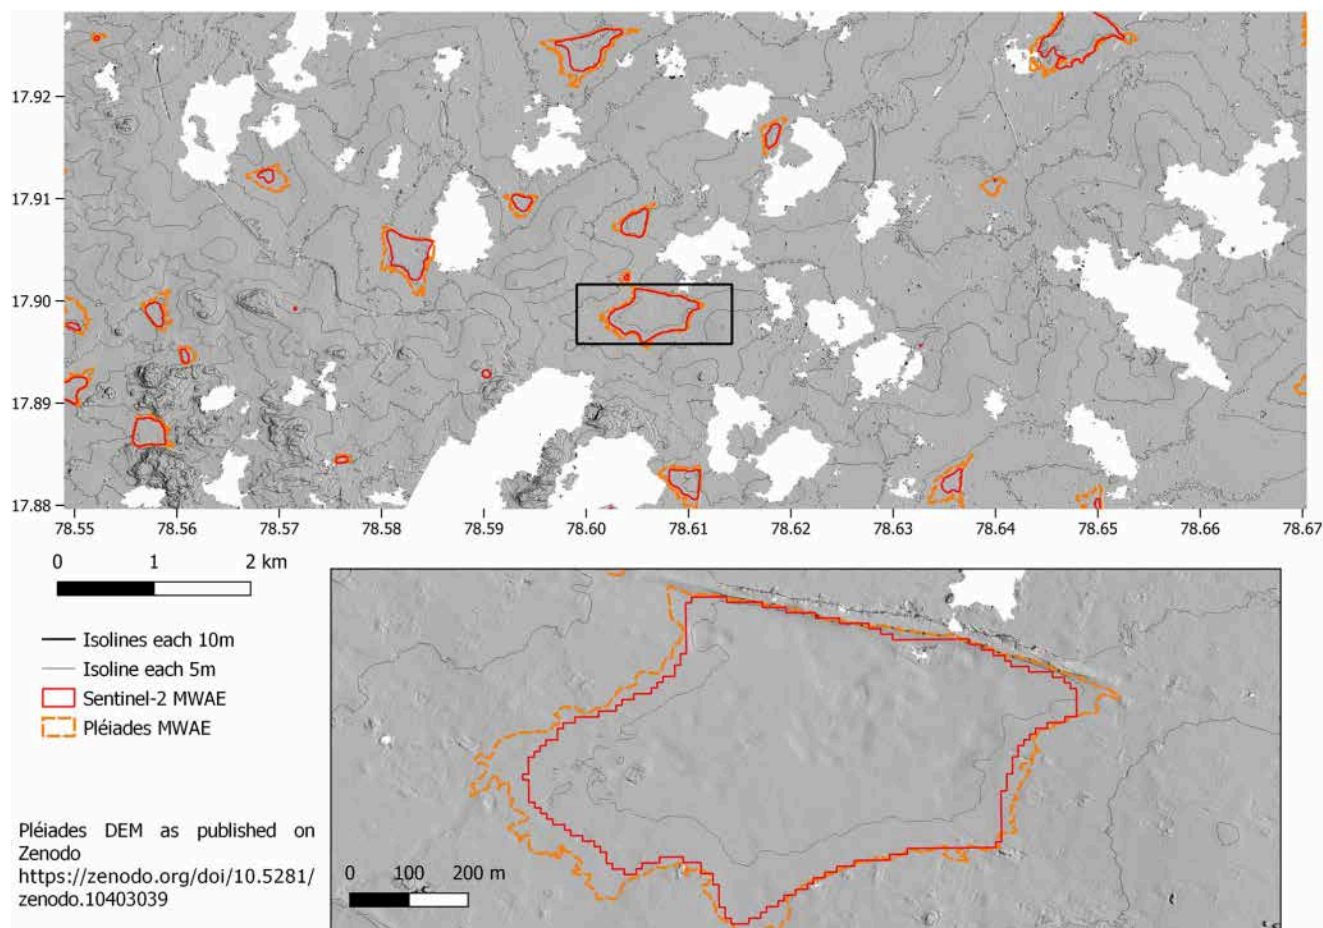 17.92
17.91
17.90
17.89
17.88
78.55 78.56 78.57 78.58 78.59 78.60 78.61 78.62 78.63 78.64 78.65 78.66 78.67
0 1 2 km
Isolines each 10m
Isoline each 5m
Sentinel-2 MWAE
Pléiades MWAE
Pléiades DEM as published on
Zenodo
https://zenodo.org/doi/10.5281/
zenodo.10403039
0 100 200 m